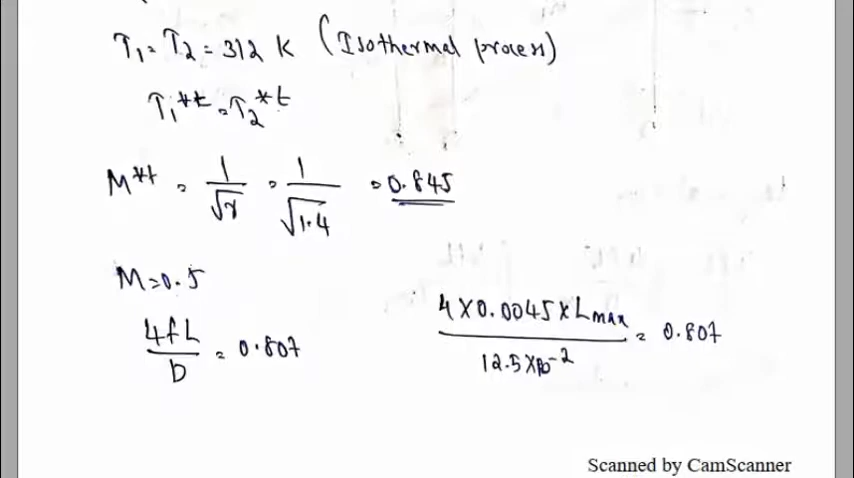 T₁ = T₂ = 312 K (Isothermal process)
T₁*t = T₂*t
M*t = 1/√γ = 1/√1.4 = 0.845
M = 0.5
4fL/D = 0.807
4 X 0.0045 X Lmax / 12.5 X 10⁻² = 0.807
Scanned by CamScanner